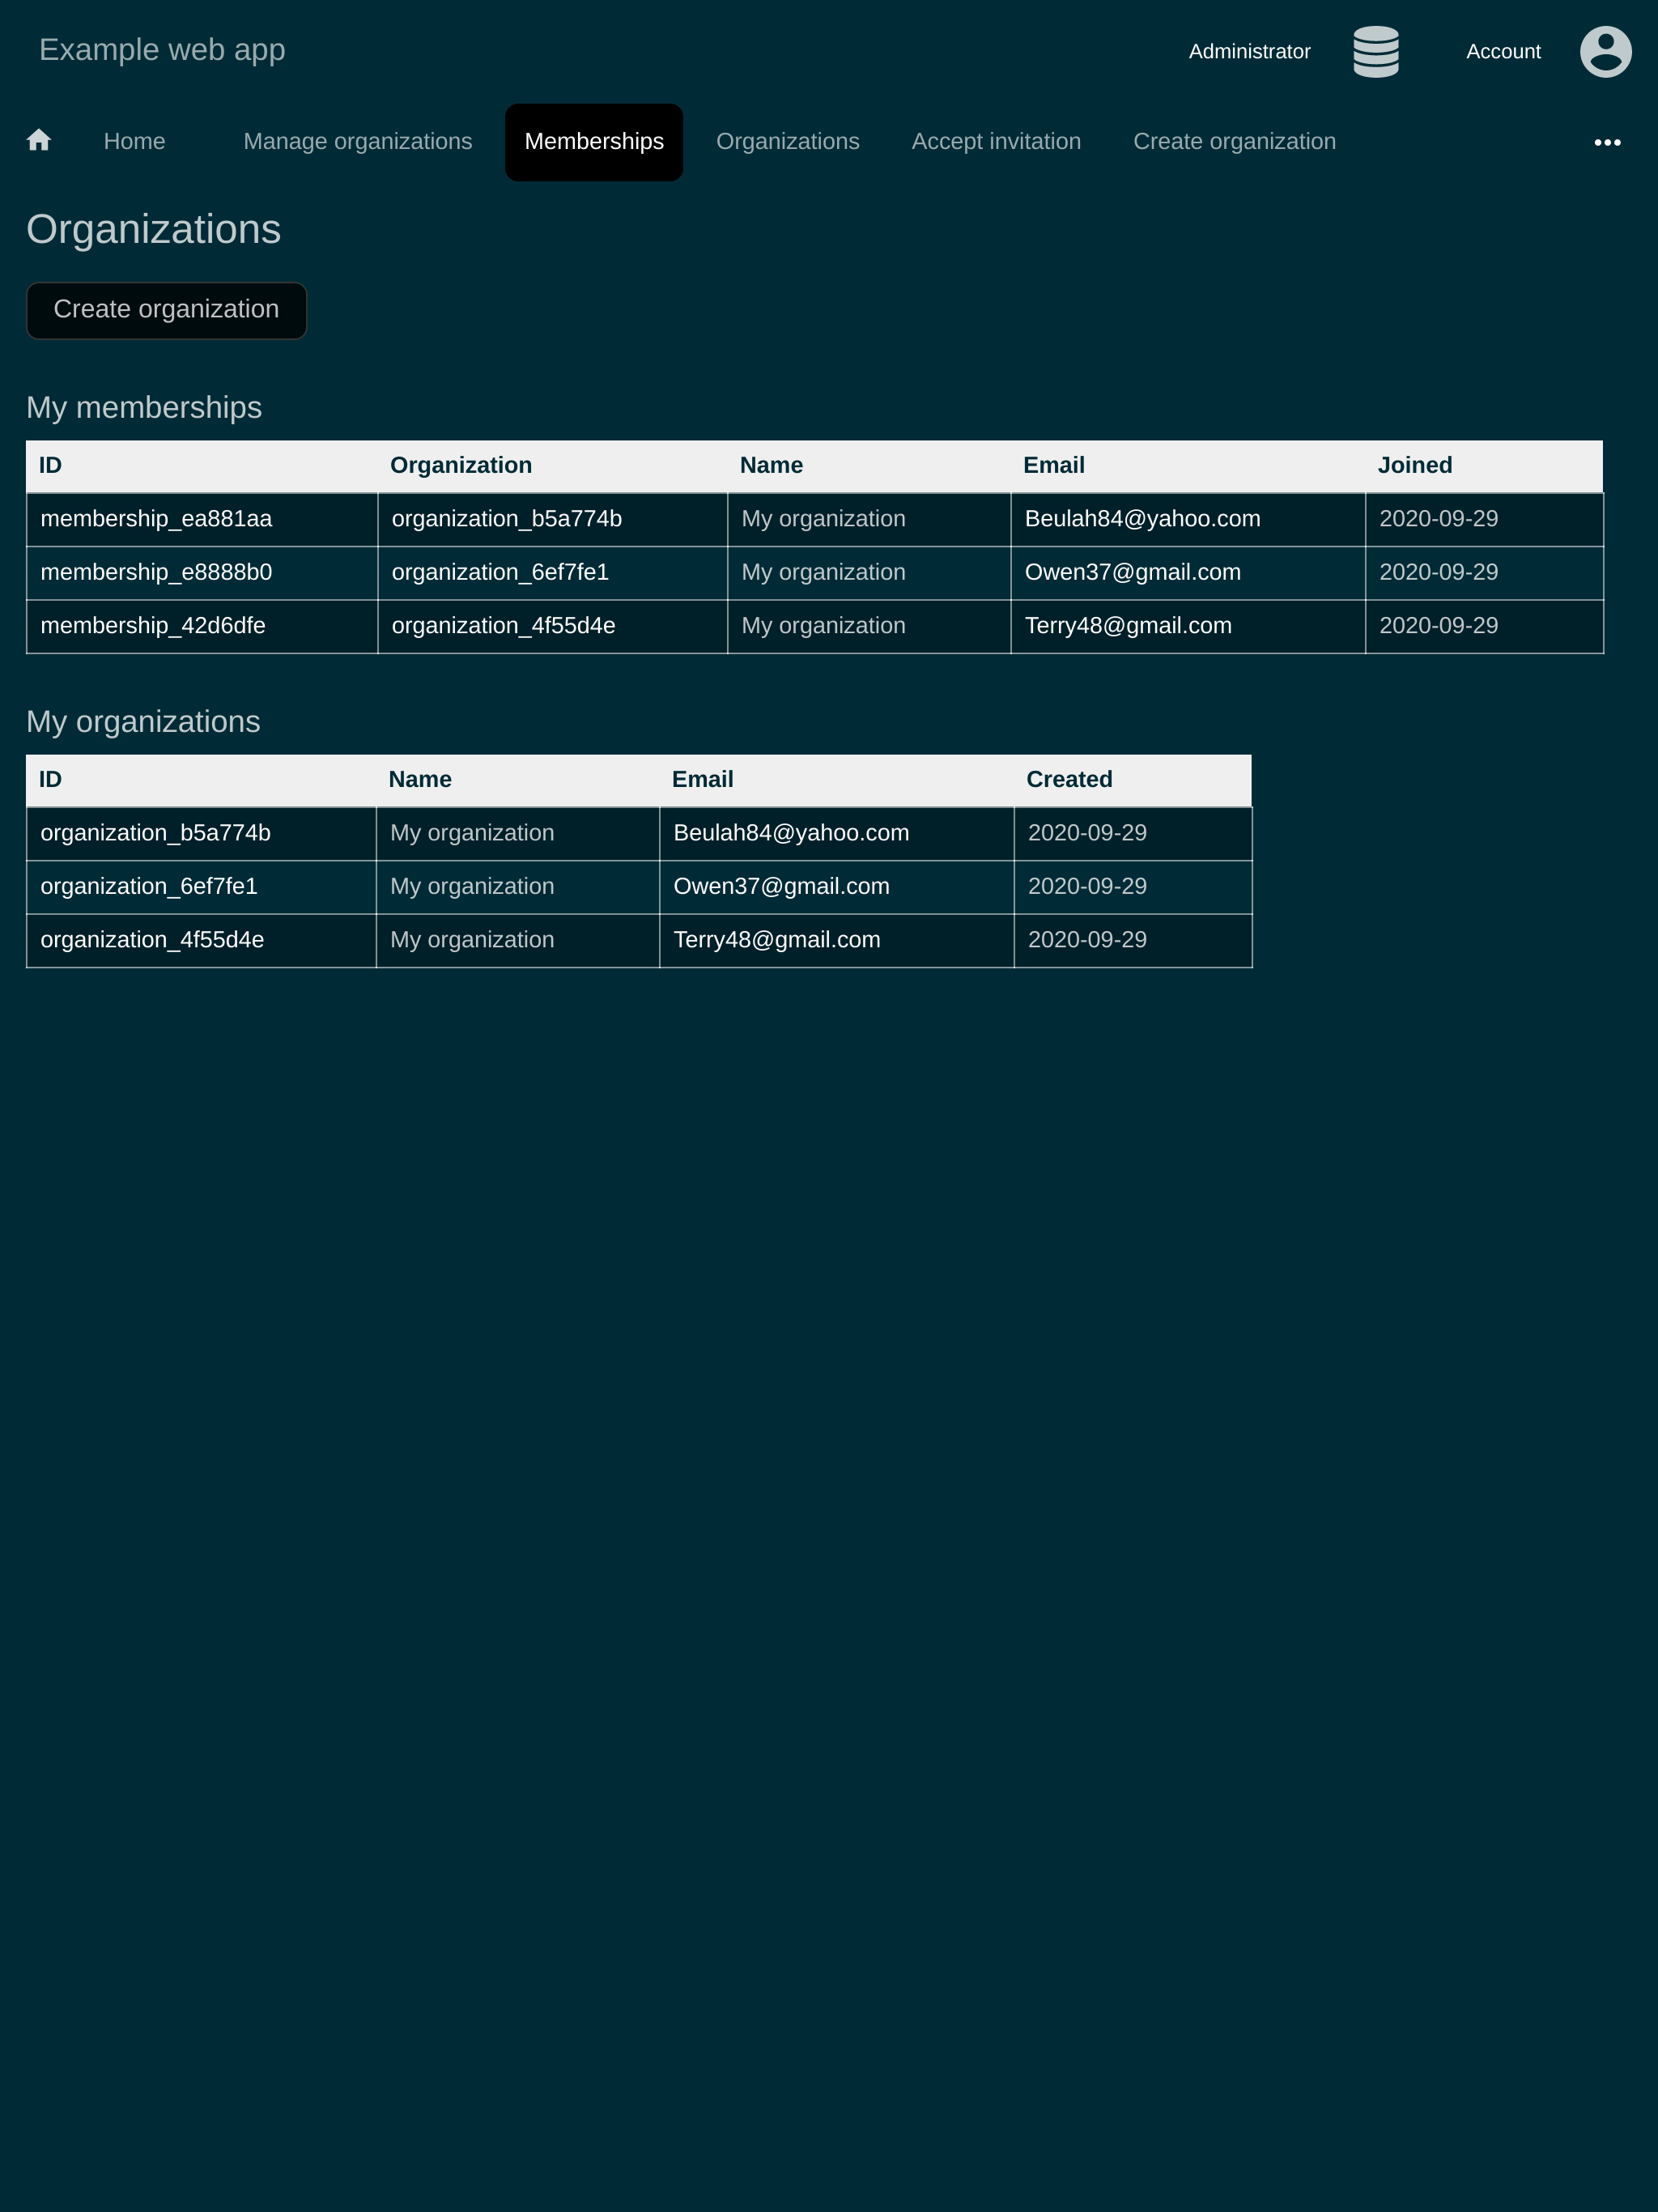 Example web app
Administrator Account
Home Manage organizations Memberships Organizations Accept invitation Create organization
Organizations
Create organization
My memberships
ID Organization Name Email Joined
membership_ea881aa organization_b5a774b My organization Beulah84@yahoo.com 2020-09-29
membership_e8888b0 organization_6ef7fe1 My organization Owen37@gmail.com 2020-09-29
membership_42d6dfe organization_4f55d4e My organization Terry48@gmail.com 2020-09-29
My organizations
ID Name Email Created
organization_b5a774b My organization Beulah84@yahoo.com 2020-09-29
organization_6ef7fe1 My organization Owen37@gmail.com 2020-09-29
organization_4f55d4e My organization Terry48@gmail.com 2020-09-29